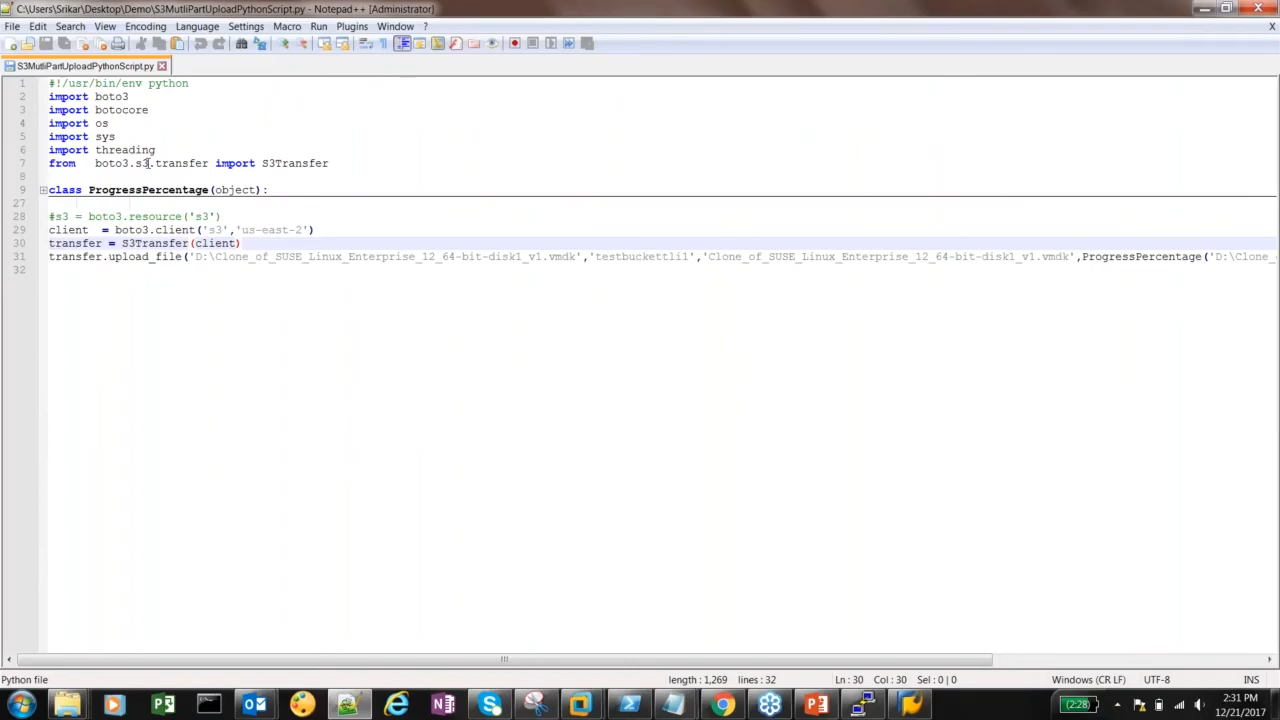 C:\Users\Srikar\Desktop\Demo\S3MutliPartUploadPythonScript.py - Notepad++ [Administrator]
File Edit Search View Encoding Language Settings Macro Run Plugins Window ? X
S3MutliPartUploadPythonScript.py
1 #!/usr/bin/env python
2 import boto3
3 import botocore
4 import os
5 import sys
6 import threading
7 from boto3.s3.transfer import S3Transfer
8
9 class ProgressPercentage(object):
27
28 #s3 = boto3.resource('s3')
29 client = boto3.client('s3','us-east-2')
30 transfer = S3Transfer(client)
31 transfer.upload_file('D:\Clone_of_SUSE_Linux_Enterprise_12_64-bit-disk1_v1.vmdk','testbuckettli1','Clone_of_SUSE_Linux_Enterprise_12_64-bit-disk1_v1.vmdk',ProgressPercentage('D:\Clone_
32
Python file length : 1,269 lines : 32 Ln : 30 Col : 30 Sel : 0 | 0 Windows (CR LF) UTF-8 INS
(2:28) 2:31 PM
12/21/2017